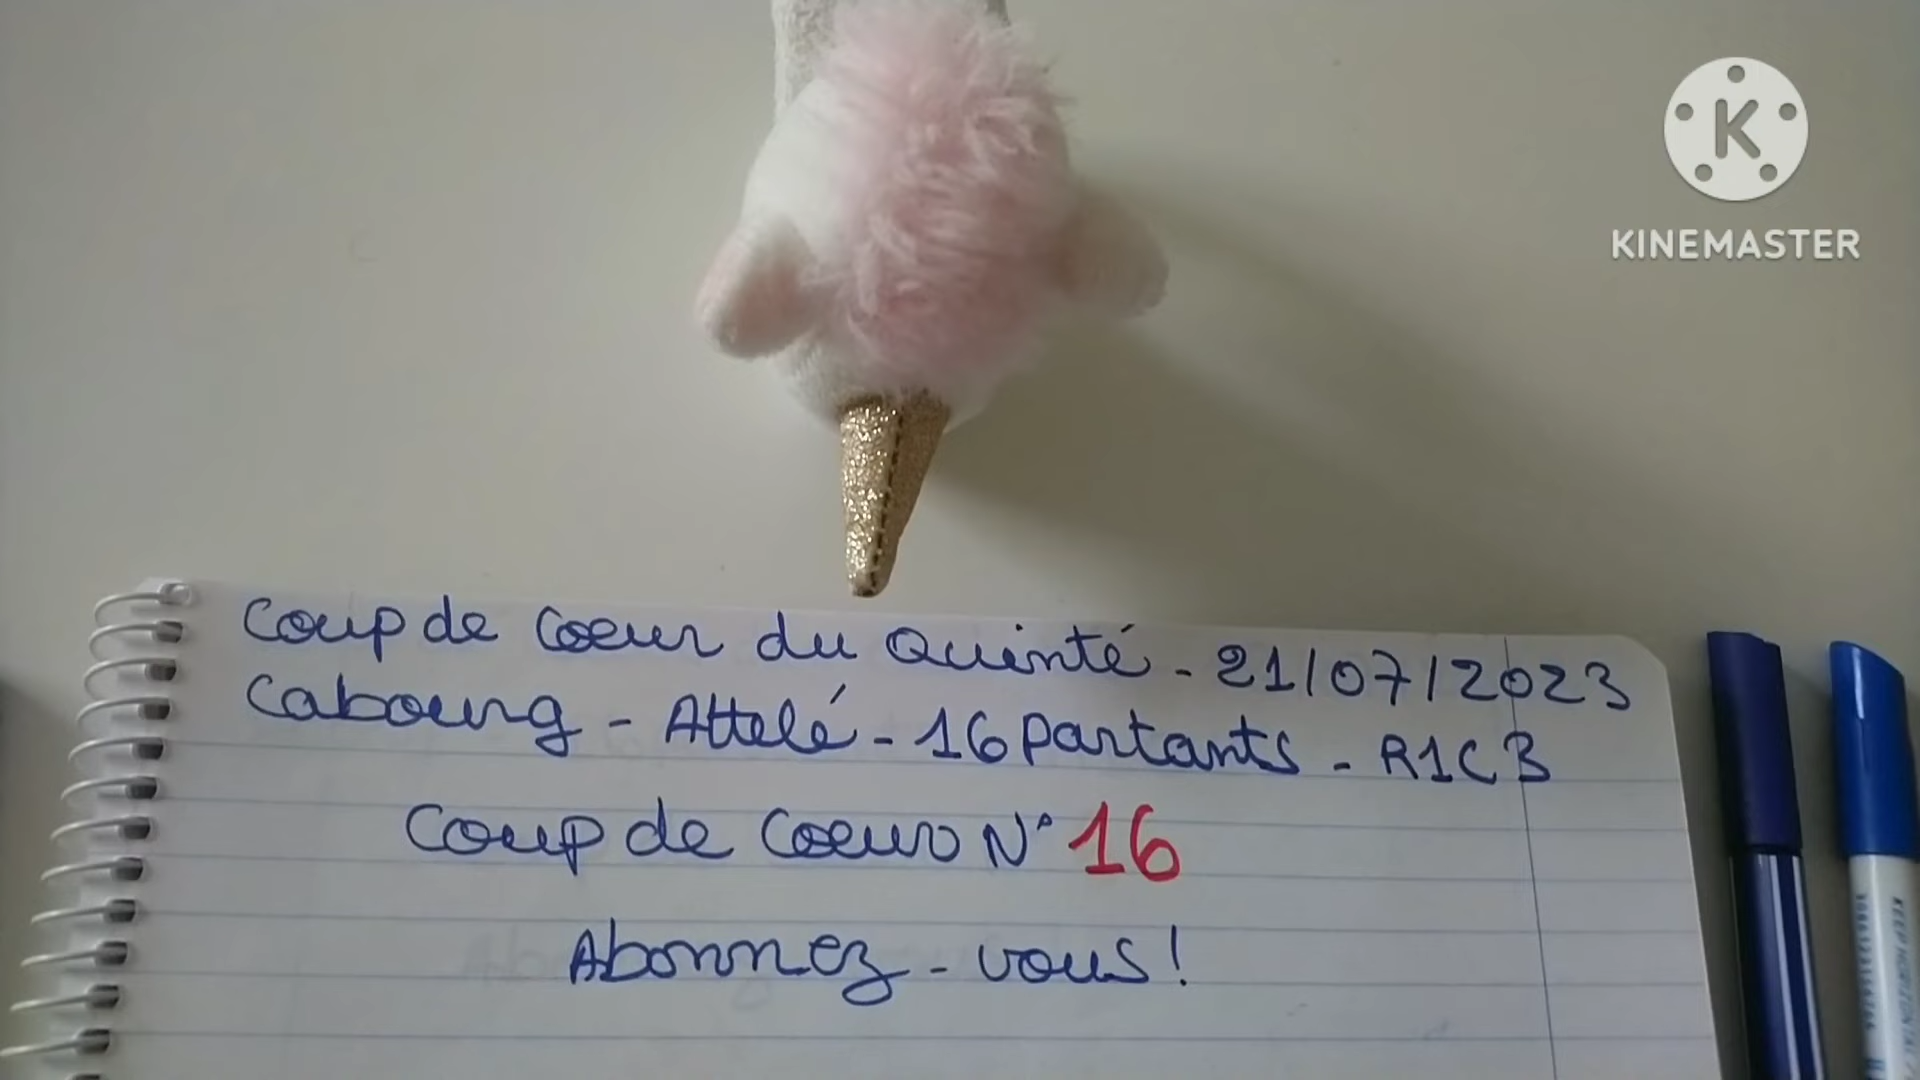 K
KINEMASTER
Coup de Coeur du Quinté - 21/07/2023
Cabourg - Attelé - 16 partants - R1C3
Coup de Coeur N° 16
Abonnez-vous !